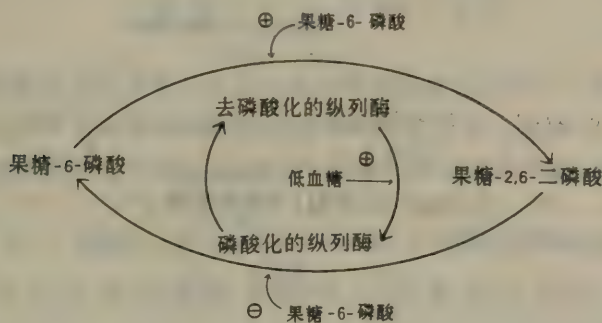 ⊕ 果糖-6-磷酸
去磷酸化的纵列酶
果糖-6-磷酸
低血糖
⊕
果糖-2,6-二磷酸
磷酸化的纵列酶
⊖ 果糖-6-磷酸